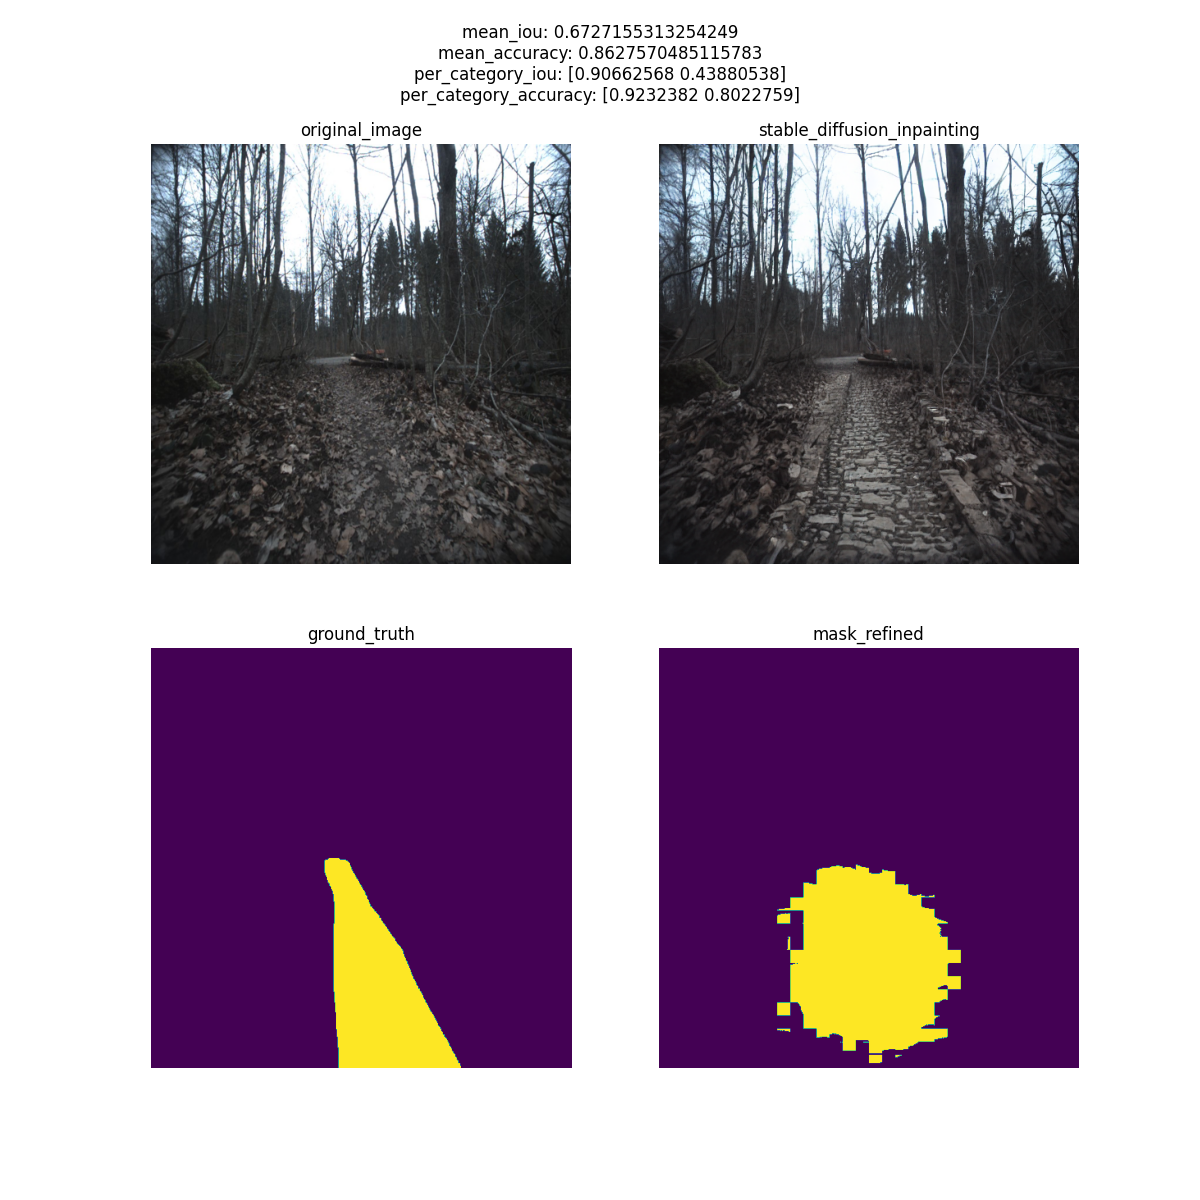 mean_iou: 0.6727155313254249
mean_accuracy: 0.8627570485115783
per_category_iou: [0.90662568 0.43880538]
per_category_accuracy: [0.9232382 0.8022759]
original_image
stable_diffusion_inpainting
ground_truth
mask_refined